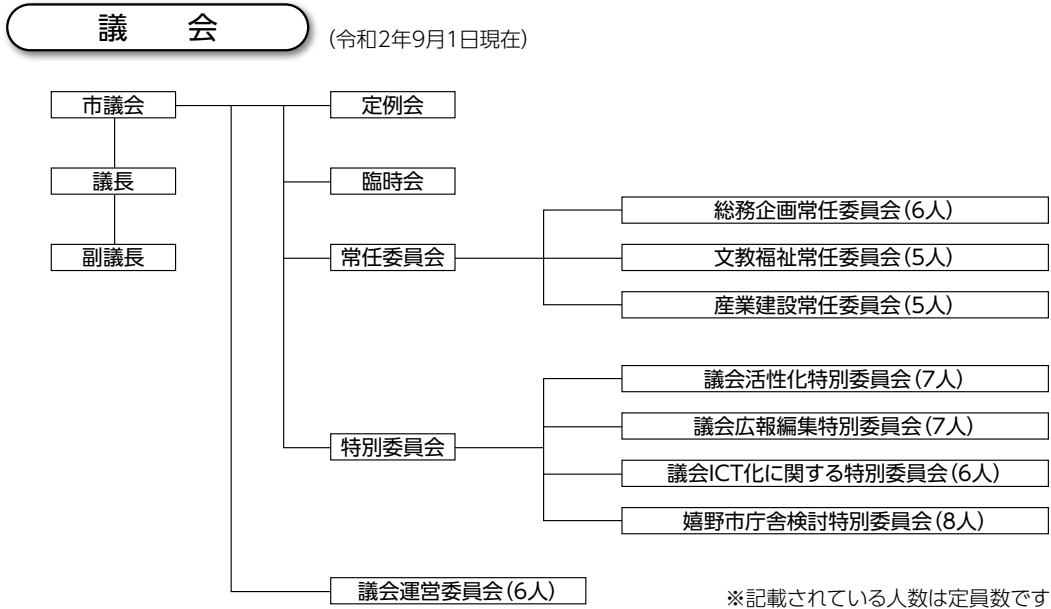 議 会
(令和2年9月1日現在)
市議会
議長
副議長
定例会
臨時会
常任委員会
総務企画常任委員会(6人)
文教福祉常任委員会(5人)
産業建設常任委員会(5人)
特別委員会
議会活性化特別委員会(7人)
議会広報編集特別委員会(7人)
議会ICT化に関する特別委員会(6人)
嬉野市庁舎検討特別委員会(8人)
議会運営委員会(6人)
※記載されている人数は定員数です